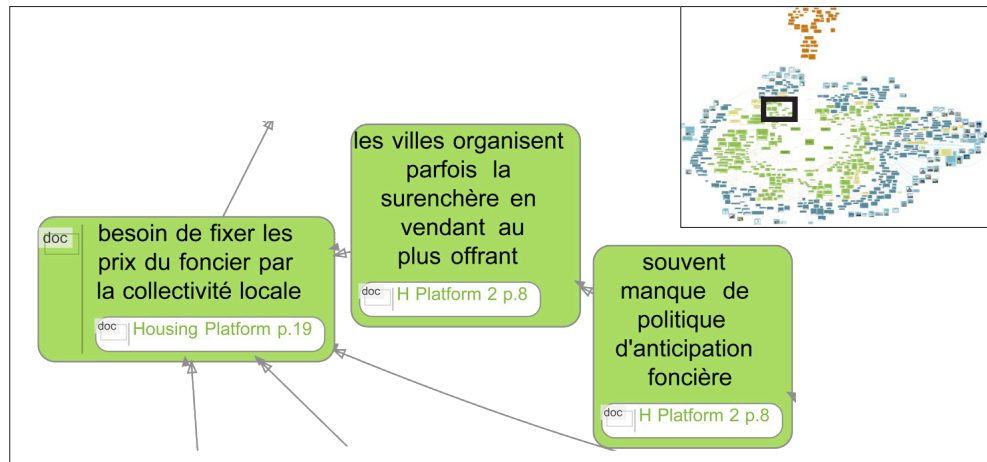 les villes organisent
parfois la
surenchère en
vendant au
plus offrant
doc
H Platform 2 p.8
doc
besoin de fixer les
prix du foncier par
la collectivité locale
doc
Housing Platform p.19
souvent
manque de
politique
d'anticipation
foncière
doc
H Platform 2 p.8